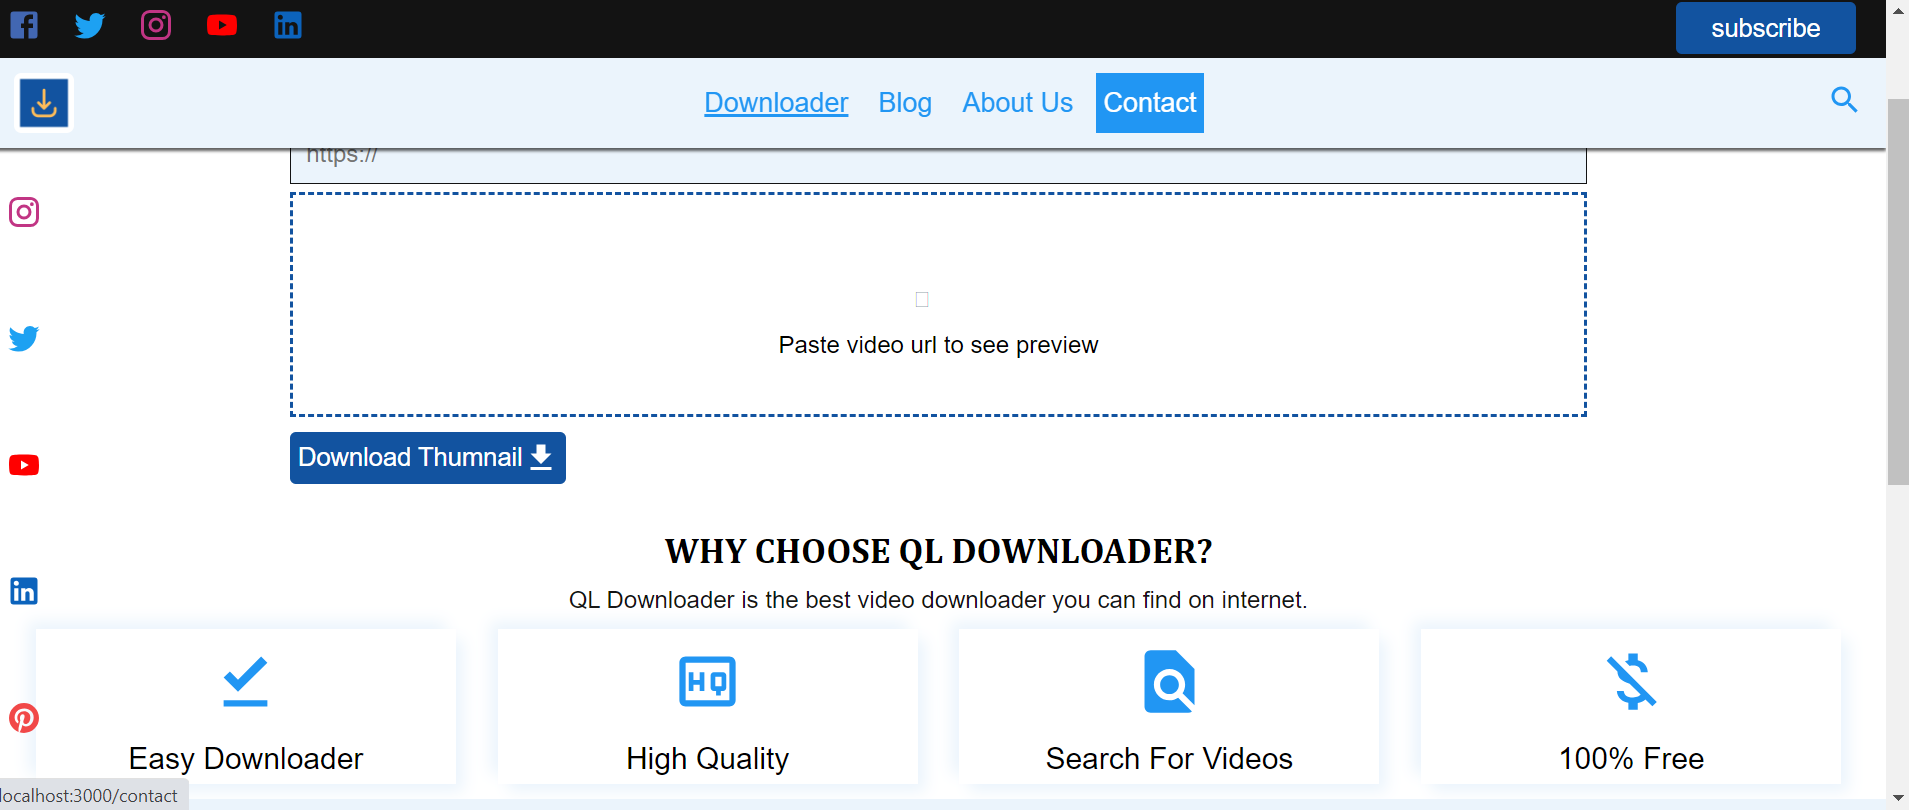 subscribe
Downloader Blog About Us Contact
https://
Paste video url to see preview
Download Thumnail
WHY CHOOSE QL DOWNLOADER?
QL Downloader is the best video downloader you can find on internet.
HQ
Easy Downloader High Quality Search For Videos 100% Free
localhost:3000/contact